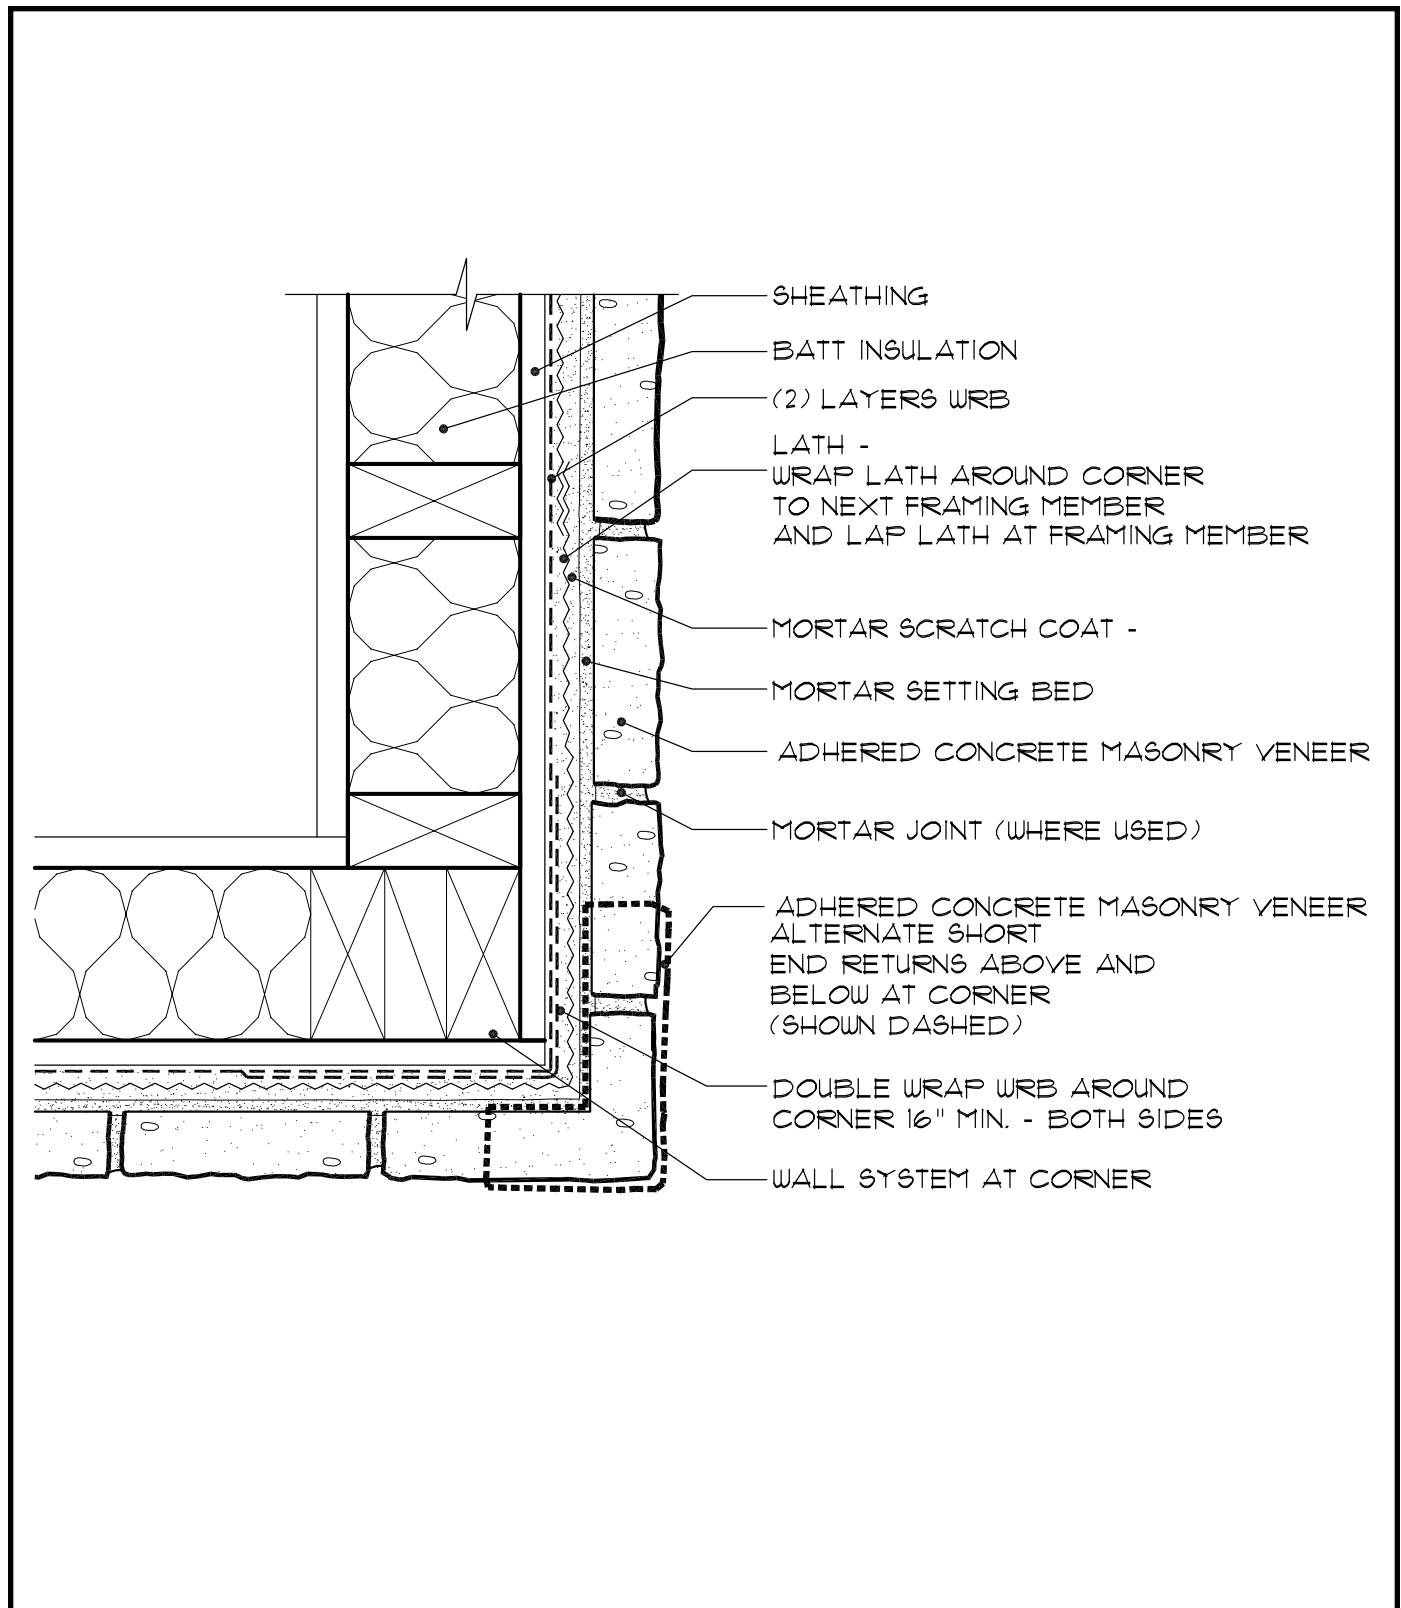 SHEATHING
BATT INSULATION
(2) LAYERS WRB
LATH -
WRAP LATH AROUND CORNER
TO NEXT FRAMING MEMBER
AND LAP LATH AT FRAMING MEMBER
MORTAR SCRATCH COAT -
MORTAR SETTING BED
ADHERED CONCRETE MASONRY VENEER
MORTAR JOINT (WHERE USED)
ADHERED CONCRETE MASONRY VENEER
ALTERNATE SHORT
END RETURNS ABOVE AND
BELOW AT CORNER
(SHOWN DASHED)
DOUBLE WRAP WRB AROUND
CORNER 16" MIN. - BOTH SIDES
WALL SYSTEM AT CORNER